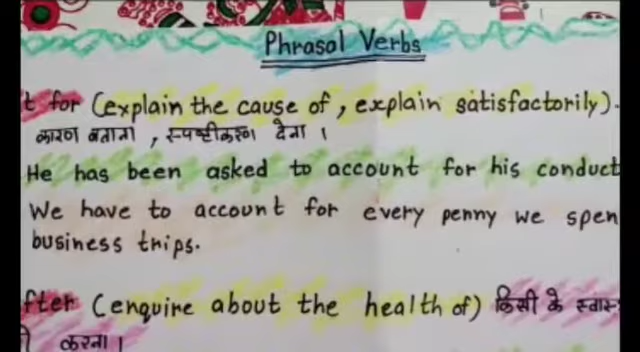 Phrasal Verbs
t for (explain the cause of, explain satisfactorily).
कारण बताना, स्पष्टीकरण देना ।
He has been asked to account for his conduct
We have to account for every penny we spen
business trips.
fter (enquire about the health of) किसी के स्वास्
करना ।